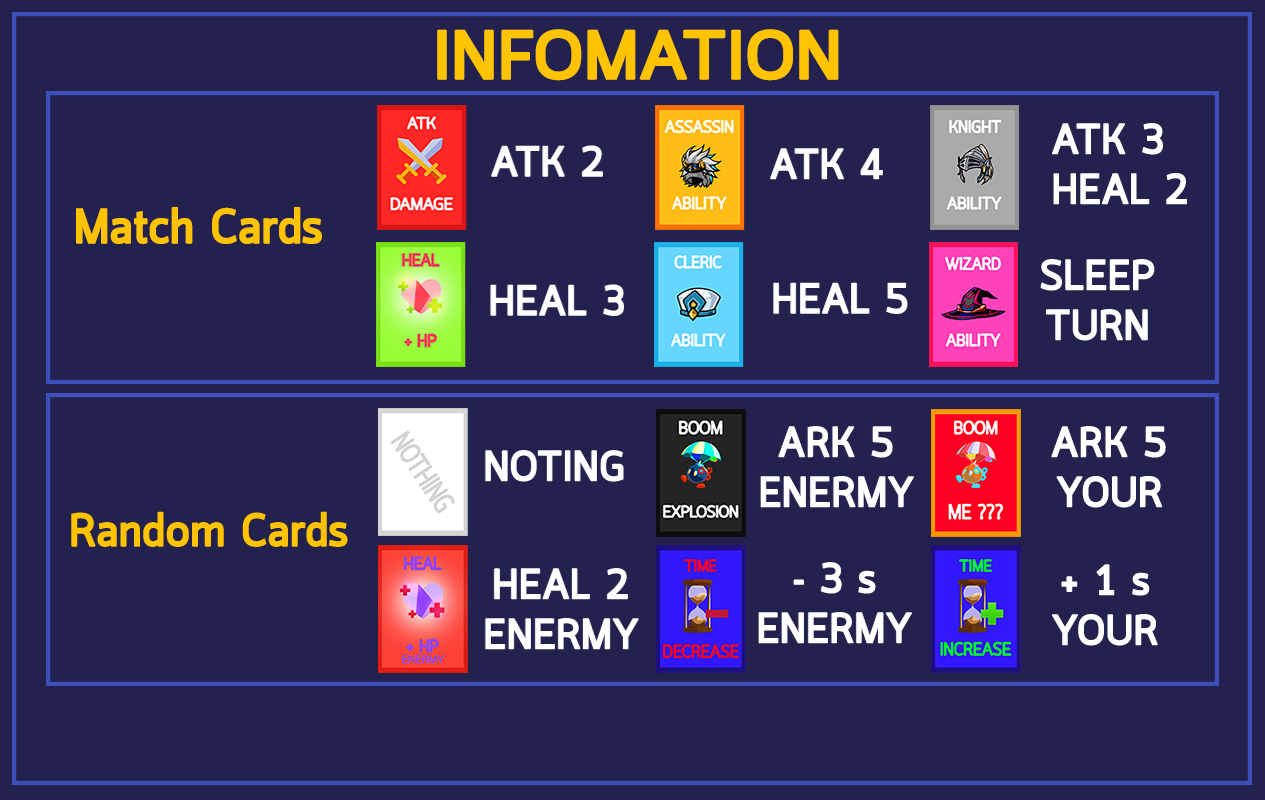 INFOMATION
Match Cards
ATK
DAMAGE
ATK 2
ASSASSIN
ABILITY
ATK 4
KNIGHT
ABILITY
ATK 3
HEAL 2
HEAL
+ HP
HEAL 3
CLERIC
ABILITY
HEAL 5
WIZARD
ABILITY
SLEEP
TURN
Random Cards
NOTHING
NOTING
BOOM
EXPLOSION
ARK 5
ENERMY
BOOM
ME ???
ARK 5
YOUR
HEAL
+ HP
ENERMY
HEAL 2
ENERMY
TIME
DECREASE
- 3 s
ENERMY
TIME
INCREASE
+ 1 s
YOUR